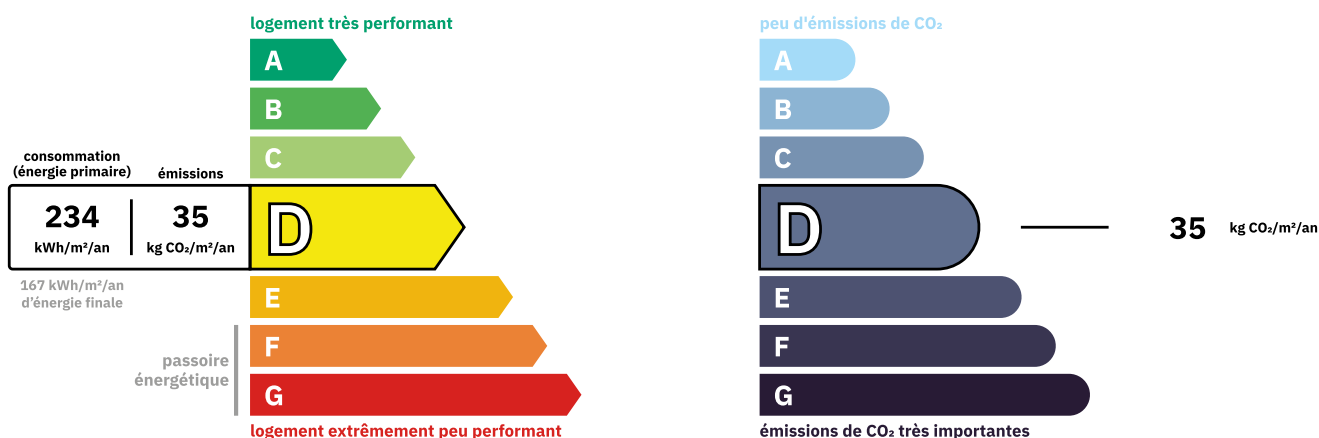 logement très performant
A
B
C
consommation
(énergie primaire)
émissions
234
kWh/m²/an
35
kg CO₂/m²/an
D
167 kWh/m²/an
d'énergie finale
E
passoire
énergétique
F
G
logement extrêmement peu performant
peu d'émissions de CO₂
A
B
C
D
35 kg CO₂/m²/an
E
F
G
émissions de CO₂ très importantes